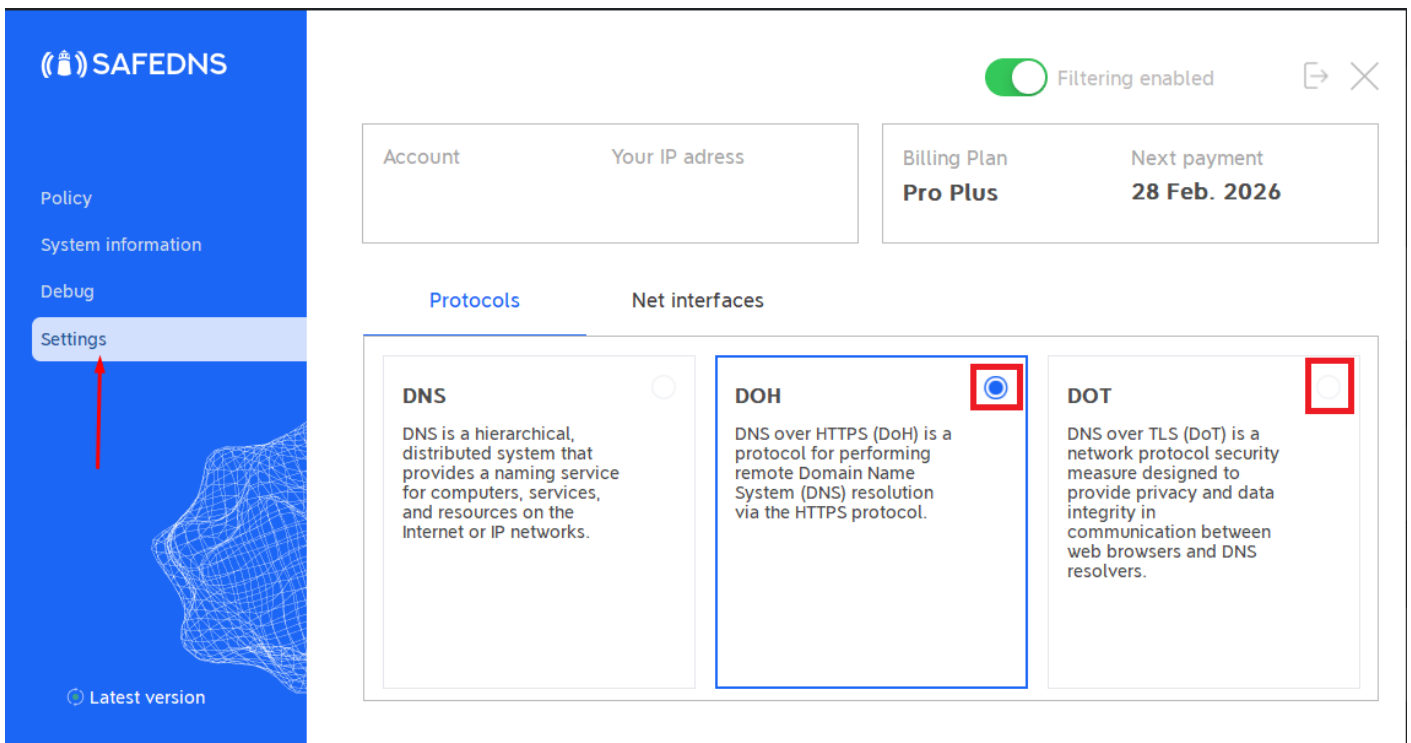 SAFEDNS
Filtering enabled
Account
Your IP adress
Billing Plan
Next payment
Pro Plus
28 Feb. 2026
Policy
System information
Debug
Settings
Protocols
Net interfaces
DNS
DNS is a hierarchical,
distributed system that
provides a naming service
for computers, services,
and resources on the
Internet or IP networks.
DOH
DNS over HTTPS (DoH) is a
protocol for performing
remote Domain Name
System (DNS) resolution
via the HTTPS protocol.
DOT
DNS over TLS (DoT) is a
network protocol security
measure designed to
provide privacy and data
integrity in
communication between
web browsers and DNS
resolvers.
Latest version